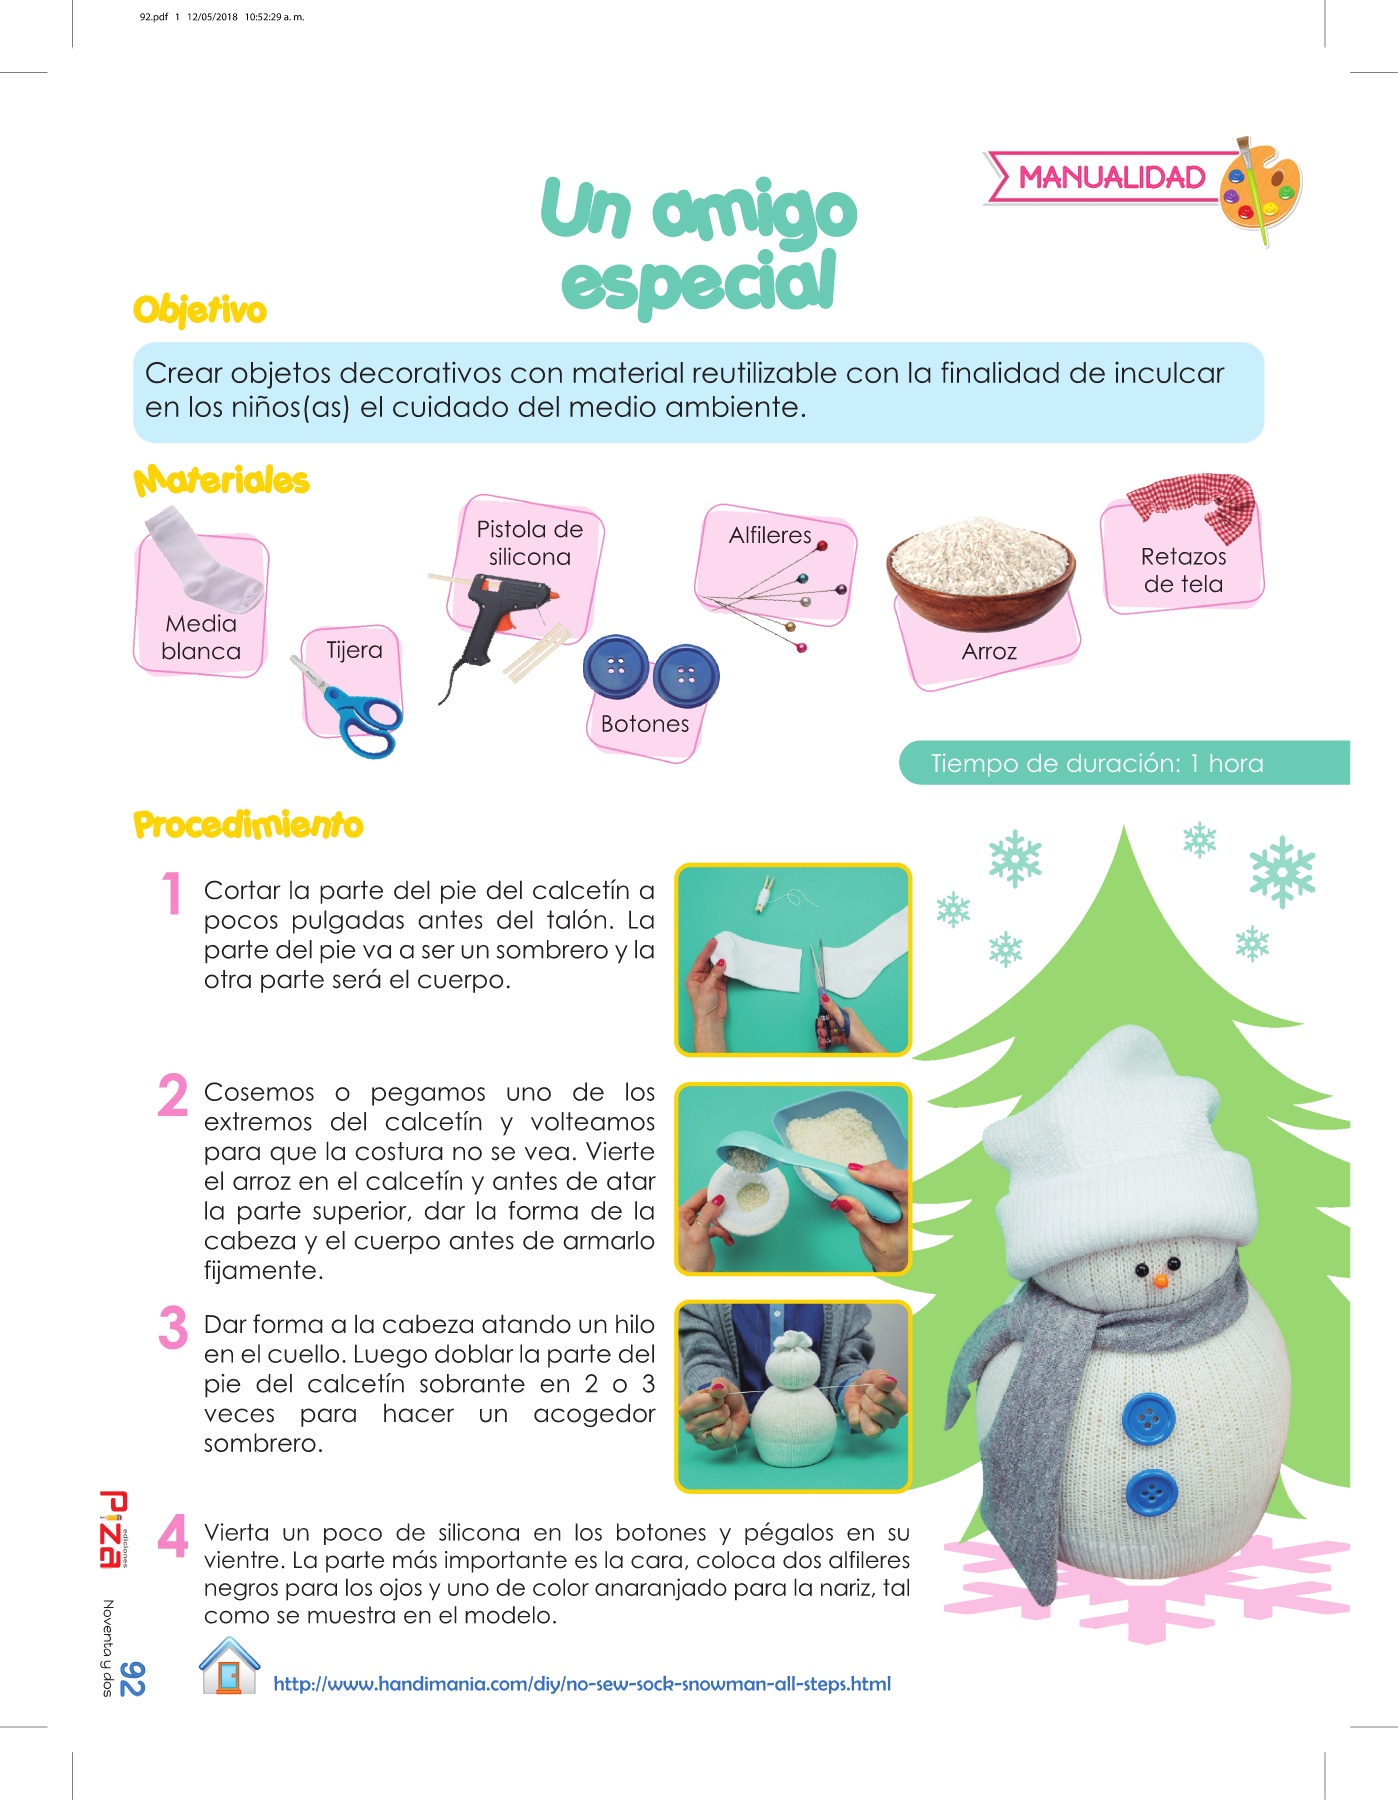 92.pdf 1 12/05/2018 10:52:29 a. m.
MANUALIDAD
Un amigo
especial
Objetivo
Crear objetos decorativos con material reutilizable con la finalidad de inculcar
en los niños(as) el cuidado del medio ambiente.
Materiales
Media
blanca
Tijera
Pistola de
silicona
Botones
Alfileres
Arroz
Retazos
de tela
Tiempo de duración: 1 hora
Procedimiento
1
Cortar la parte del pie del calcetín a
pocos pulgadas antes del talón. La
parte del pie va a ser un sombrero y la
otra parte será el cuerpo.
2
Cosemos o pegamos uno de los
extremos del calcetín y volteamos
para que la costura no se vea. Vierte
el arroz en el calcetín y antes de atar
la parte superior, dar la forma de la
cabeza y el cuerpo antes de armarlo
fijamente.
3
Dar forma a la cabeza atando un hilo
en el cuello. Luego doblar la parte del
pie del calcetín sobrante en 2 o 3
veces para hacer un acogedor
sombrero.
4
Vierta un poco de silicona en los botones y pégalos en su
vientre. La parte más importante es la cara, coloca dos alfileres
negros para los ojos y uno de color anaranjado para la nariz, tal
como se muestra en el modelo.
http://www.handimania.com/diy/no-sew-sock-snowman-all-steps.html
Piza
ediciones
Noventa y dos
92